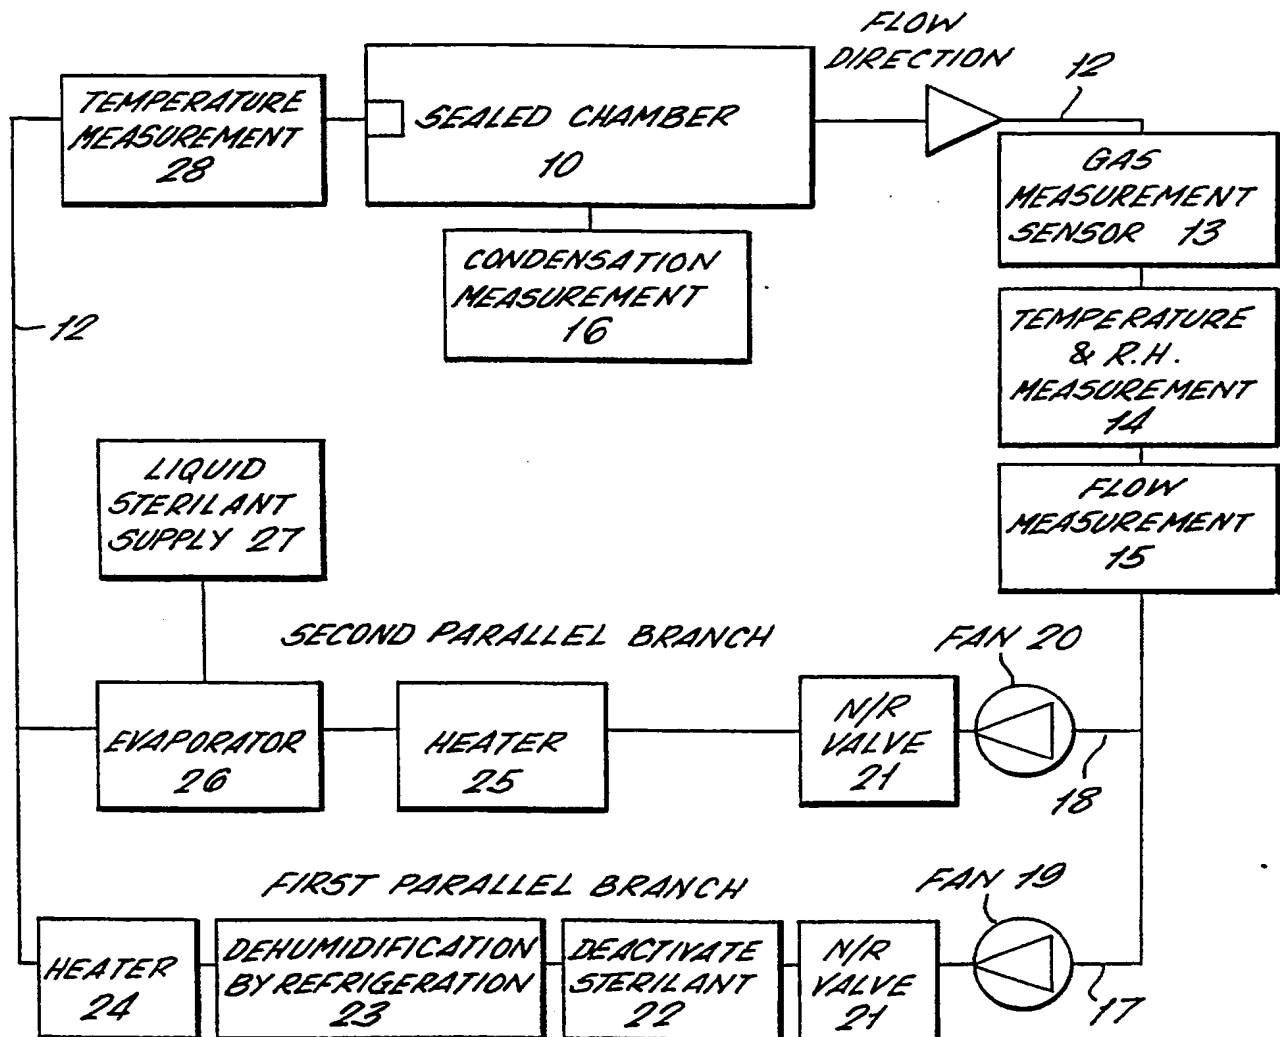 FLOW
DIRECTION
12
TEMPERATURE
MEASUREMENT
28
SEALED CHAMBER
10
GAS
MEASUREMENT
SENSOR 13
CONDENSATION
MEASUREMENT
16
12
TEMPERATURE
& R.H.
MEASUREMENT
14
LIQUID
STERILANT
SUPPLY 27
FLOW
MEASUREMENT
15
SECOND PARALLEL BRANCH
FAN 20
EVAPORATOR
26
HEATER
25
N/R
VALVE
21
18
FIRST PARALLEL BRANCH
FAN 19
HEATER
24
DEHUMIDIFICATION
BY REFRIGERATION
23
DEACTIVATE
STERILANT
22
N/R
VALVE
21
17